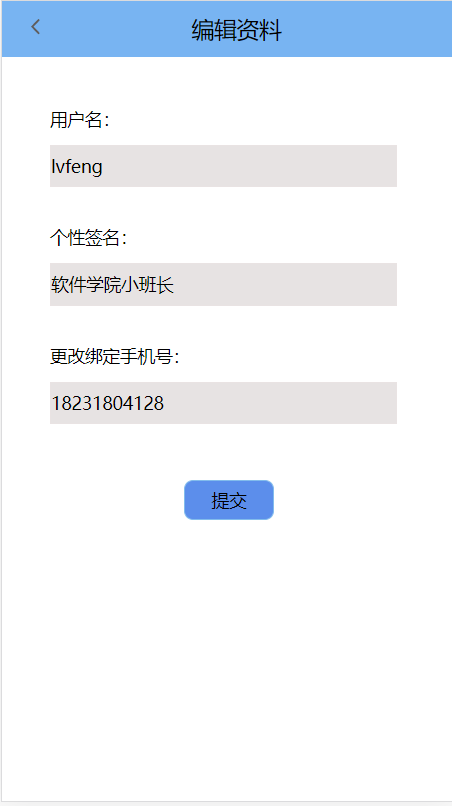 编辑资料
用户名：
lvfeng
个性签名：
软件学院小班长
更改绑定手机号：
18231804128
提交